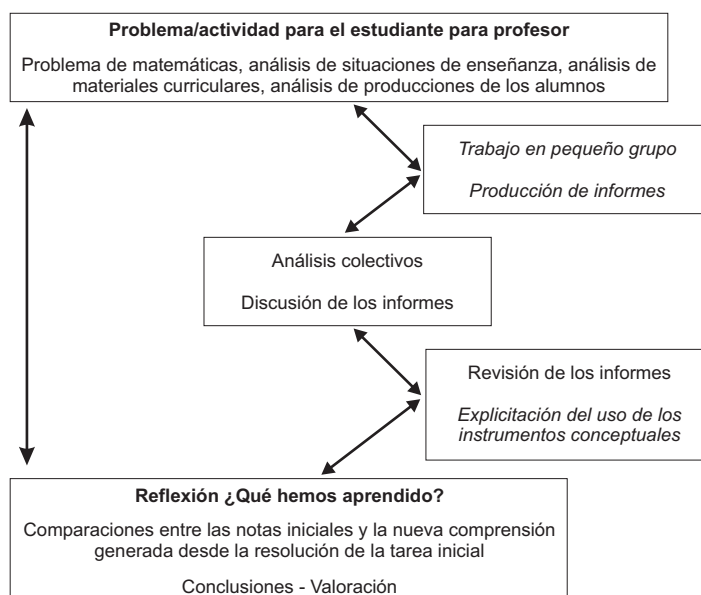 Problema/actividad para el estudiante para profesor
Problema de matemáticas, análisis de situaciones de enseñanza, análisis de
materiales curriculares, análisis de producciones de los alumnos
Trabajo en pequeño grupo
Producción de informes
Análisis colectivos
Discusión de los informes
Revisión de los informes
Explicitación del uso de los
instrumentos conceptuales
Reflexión ¿Qué hemos aprendido?
Comparaciones entre las notas iniciales y la nueva comprensión
generada desde la resolución de la tarea inicial
Conclusiones - Valoración